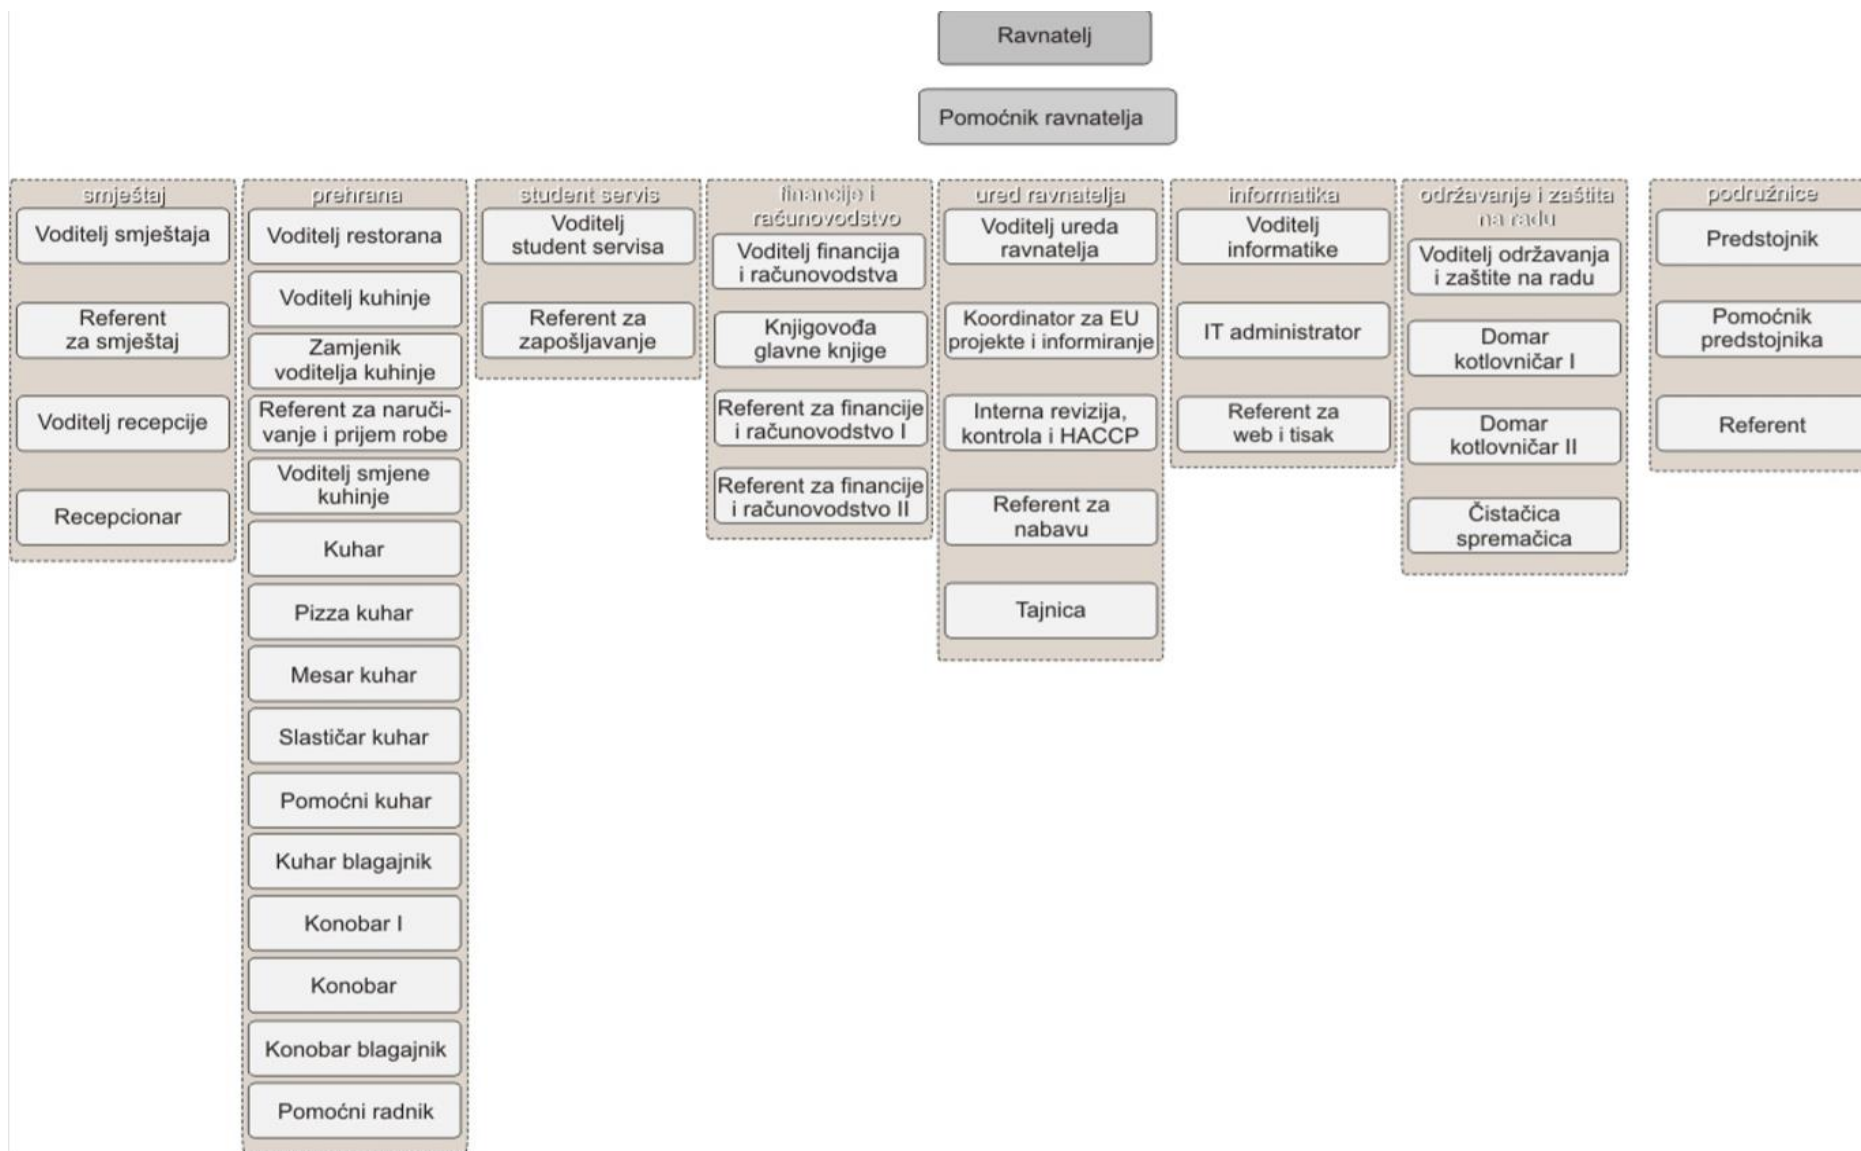 Ravnatelj
Pomoćnik ravnatelja
smještaj
Voditelj smještaja
Referent
za smještaj
Voditelj recepcije
Recepcionar
prehrana
Voditelj restorana
Voditelj kuhinje
Zamjenik
voditelja kuhinje
Referent za naruči-
vanje i prijem robe
Voditelj smjene
kuhinje
Kuhar
Pizza kuhar
Mesar kuhar
Slastičar kuhar
Pomoćni kuhar
Kuhar blagajnik
Konobar I
Konobar
Konobar blagajnik
Pomoćni radnik
student servis
Voditelj
student servisa
Referent za
zapošljavanje
financije i
računovodstvo
Voditelj financija
i računovodstva
Knjigovođa
glavne knjige
Referent za financije
i računovodstvo I
Referent za financije
i računovodstvo II
ured ravnatelja
Voditelj ureda
ravnatelja
Koordinator za EU
projekte i informiranje
Interna revizija,
kontrola i HACCP
Referent za
nabavu
Tajnica
informatika
Voditelj
informatike
IT administrator
Referent za
web i tisak
održavanje i zaštita
na radu
Voditelj održavanja
i zaštite na radu
Domar
kotlovničar I
Domar
kotlovničar II
Čistačica
spremačica
podružnice
Predstojnik
Pomoćnik
predstojnika
Referent